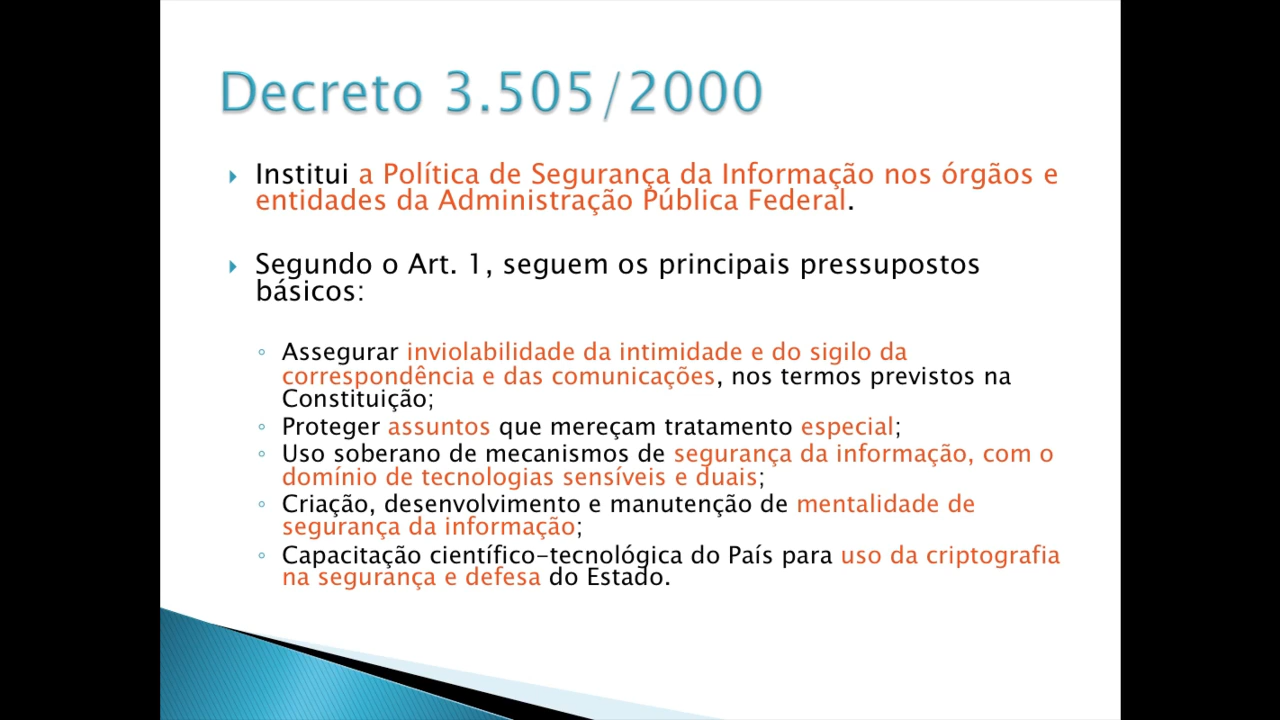 Decreto 3.505/2000
Institui a Política de Segurança da Informação nos órgãos e
entidades da Administração Pública Federal.
Segundo o Art. 1, seguem os principais pressupostos
básicos:
Assegurar inviolabilidade da intimidade e do sigilo da
correspondência e das comunicações, nos termos previstos na
Constituição;
Proteger assuntos que mereçam tratamento especial;
Uso soberano de mecanismos de segurança da informação, com o
domínio de tecnologias sensíveis e duais;
Criação, desenvolvimento e manutenção de mentalidade de
segurança da informação;
Capacitação científico-tecnológica do País para uso da criptografia
na segurança e defesa do Estado.